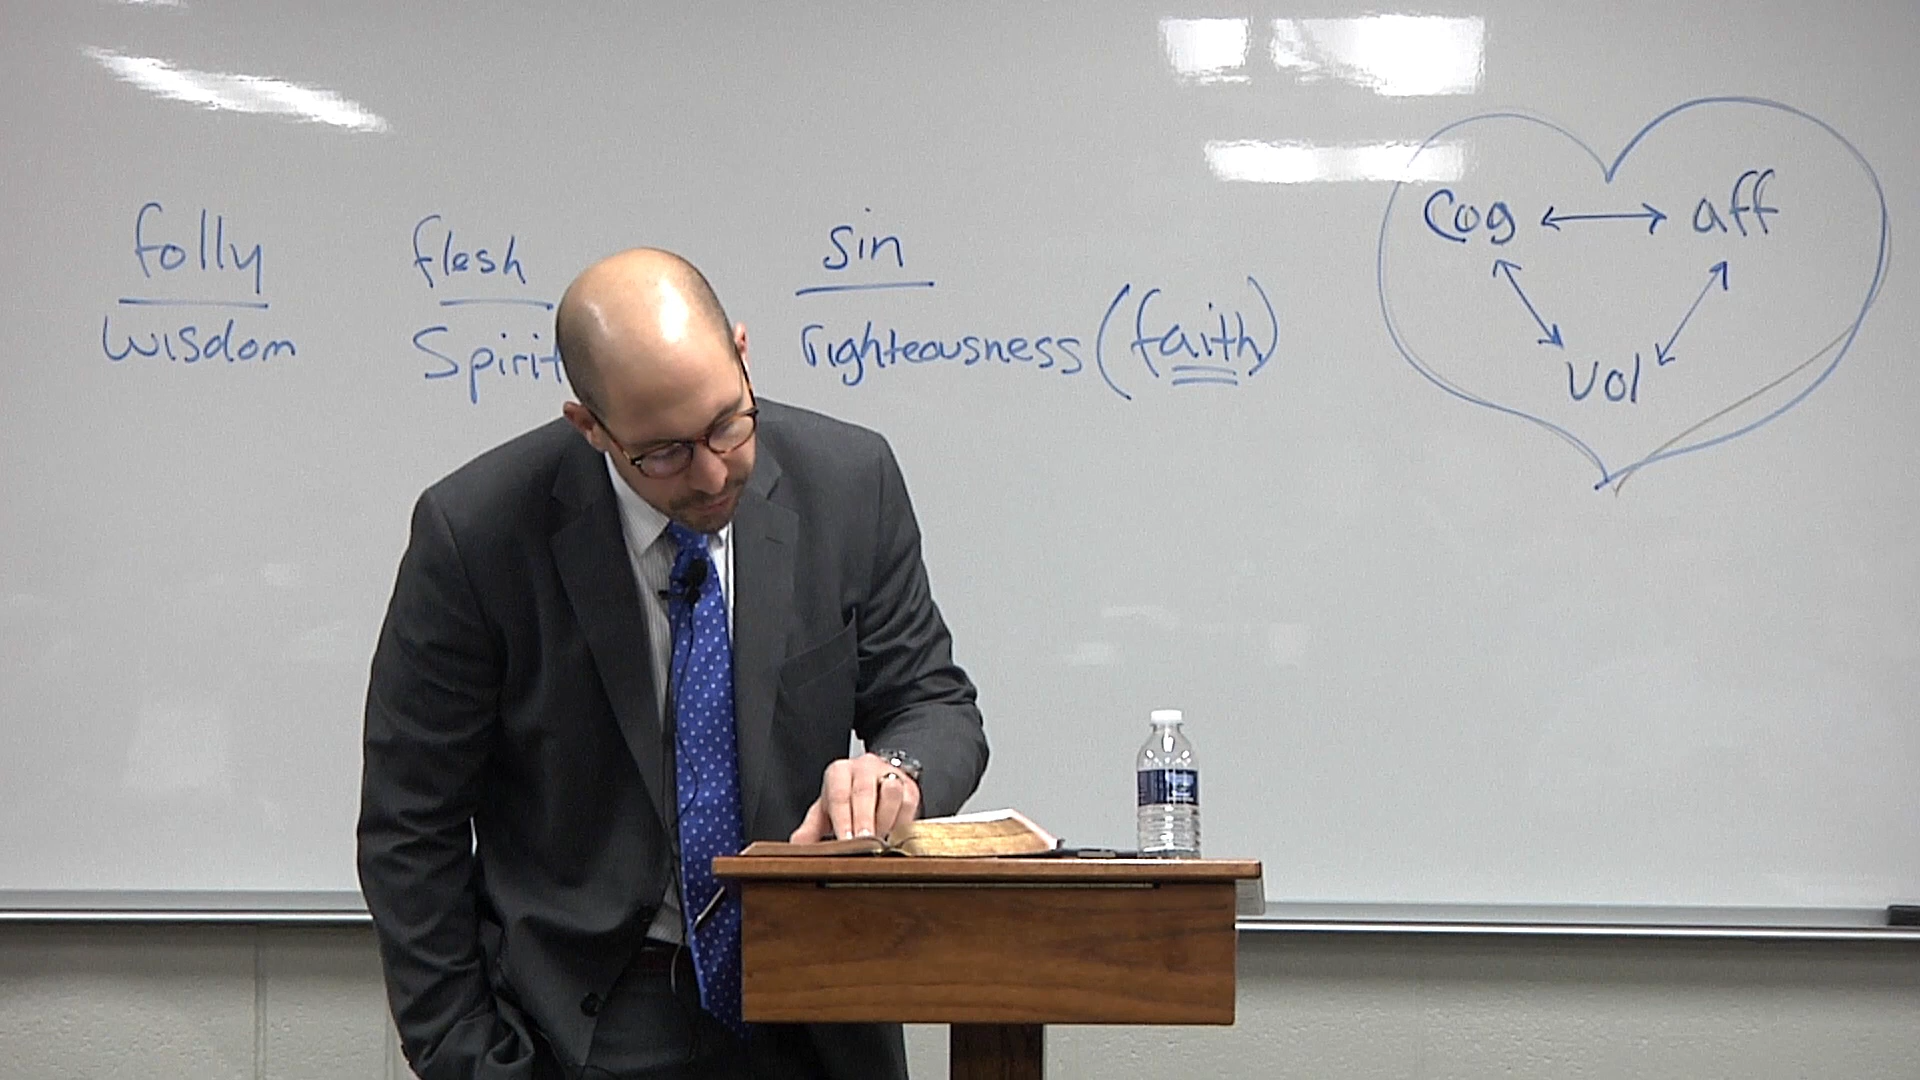 folly
wisdom
flesh
Spirit
sin
righteousness (faith)
cog aff
vol